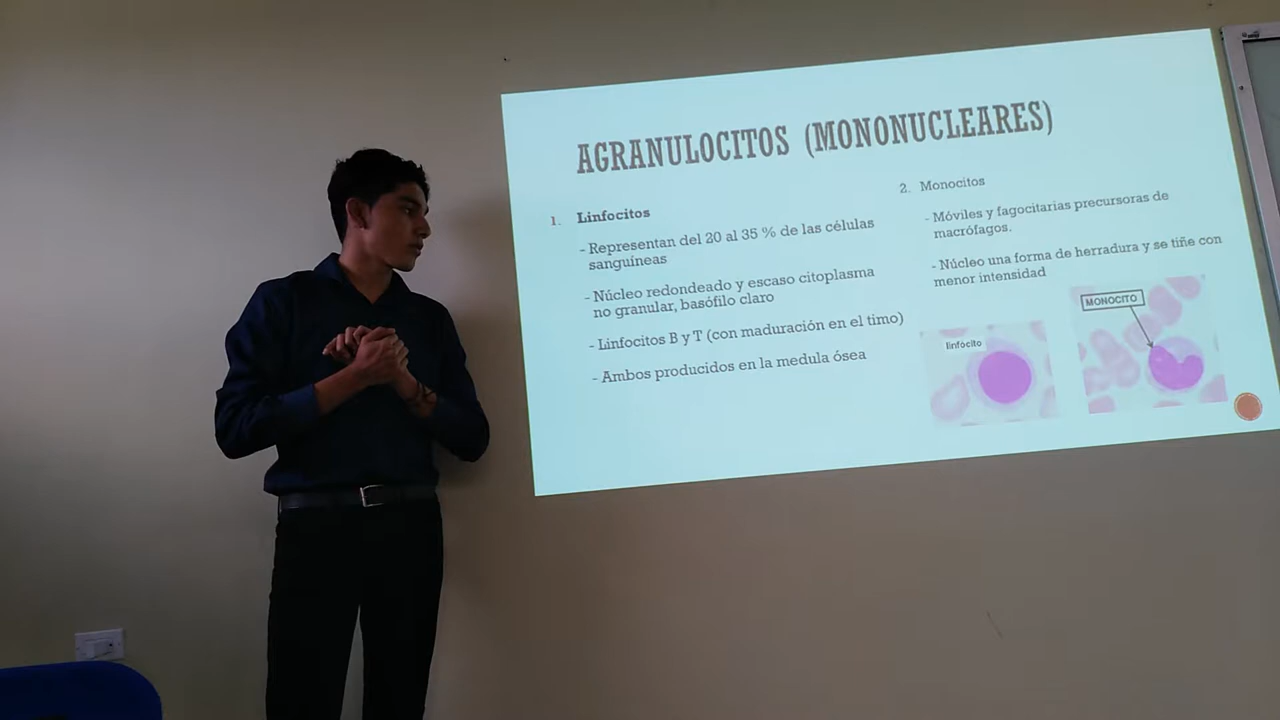 AGRANULOCITOS (MONONUCLEARES)
1. Linfocitos
- Representan del 20 al 35 % de las células
sanguíneas
- Núcleo redondeado y escaso citoplasma
no granular, basófilo claro
- Linfocitos B y T (con maduración en el timo)
- Ambos producidos en la medula ósea
2. Monocitos
- Móviles y fagocitarias precursoras de
macrófagos.
- Núcleo una forma de herradura y se tiñe con
menor intensidad
linfocito
MONOCITO